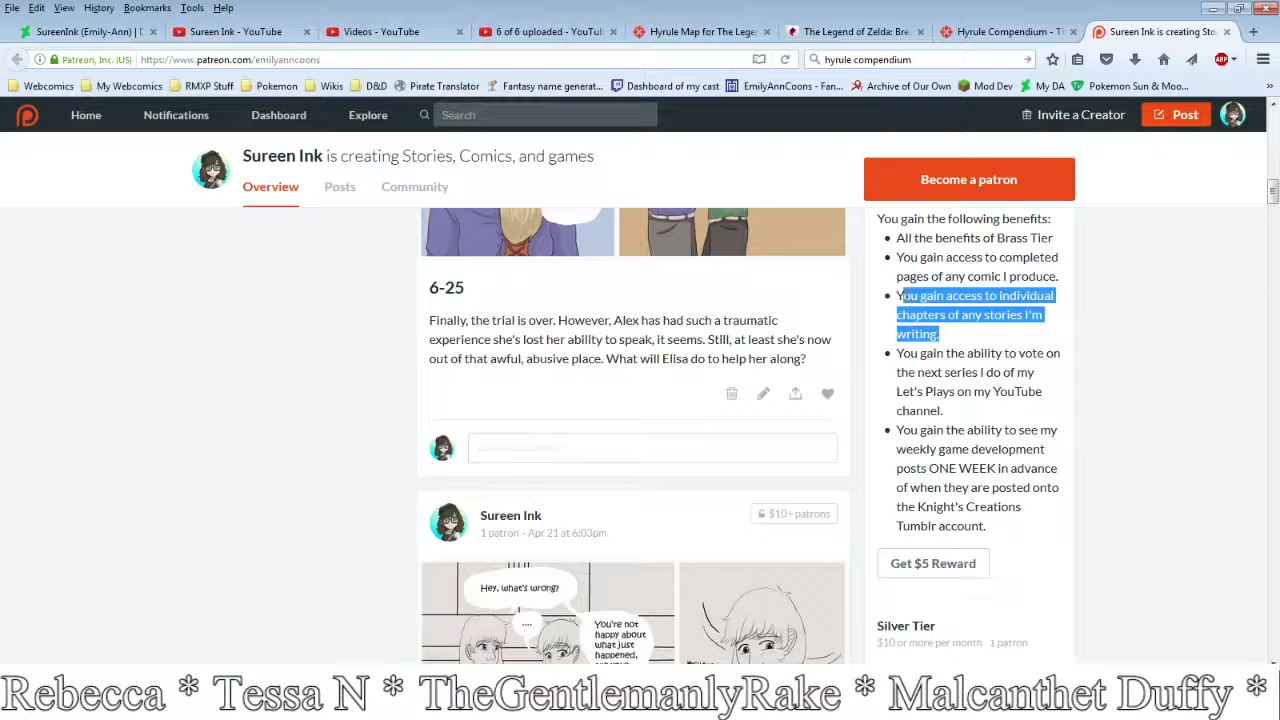 File Edit View History Bookmarks Tools Help
SureenInk (Emily-Ann) | D
Sureen Ink - YouTube
Videos - YouTube
6 of 6 uploaded - YouTub
Hyrule Map for The Lege
The Legend of Zelda: Bre
Hyrule Compendium - Th
Sureen Ink is creating Sto
Patreon, Inc. (US) https://www.patreon.com/emilyanncoons
hyrule compendium
ABP
Webcomics My Webcomics RMXP Stuff Pokemon Wikis D&D Pirate Translator Fantasy name generat... Dashboard of my cast EmilyAnnCoons - Fan... Archive of Our Own Mod Dev My DA Pokemon Sun & Moo...
Home Notifications Dashboard Explore Search Invite a Creator Post
Sureen Ink is creating Stories, Comics, and games
Overview Posts Community
Become a patron
6-25
Finally, the trial is over. However, Alex has had such a traumatic
experience she's lost her ability to speak, it seems. Still, at least she's now
out of that awful, abusive place. What will Elisa do to help her along?
Sureen Ink
1 patron - Apr 21 at 6:03pm
$10+ patrons
Hey, what's wrong?
....
You're not
happy about
what just
happened,
You gain the following benefits:
All the benefits of Brass Tier
You gain access to completed
pages of any comic I produce.
You gain access to individual
chapters of any stories I'm
writing.
You gain the ability to vote on
the next series I do of my
Let's Plays on my YouTube
channel.
You gain the ability to see my
weekly game development
posts ONE WEEK in advance
of when they are posted onto
the Knight's Creations
Tumblr account.
Get $5 Reward
Silver Tier
$10 or more per month · 1 patron
Rebecca * Tessa N * TheGentlemanlyRake * Malcanthet Duffy *